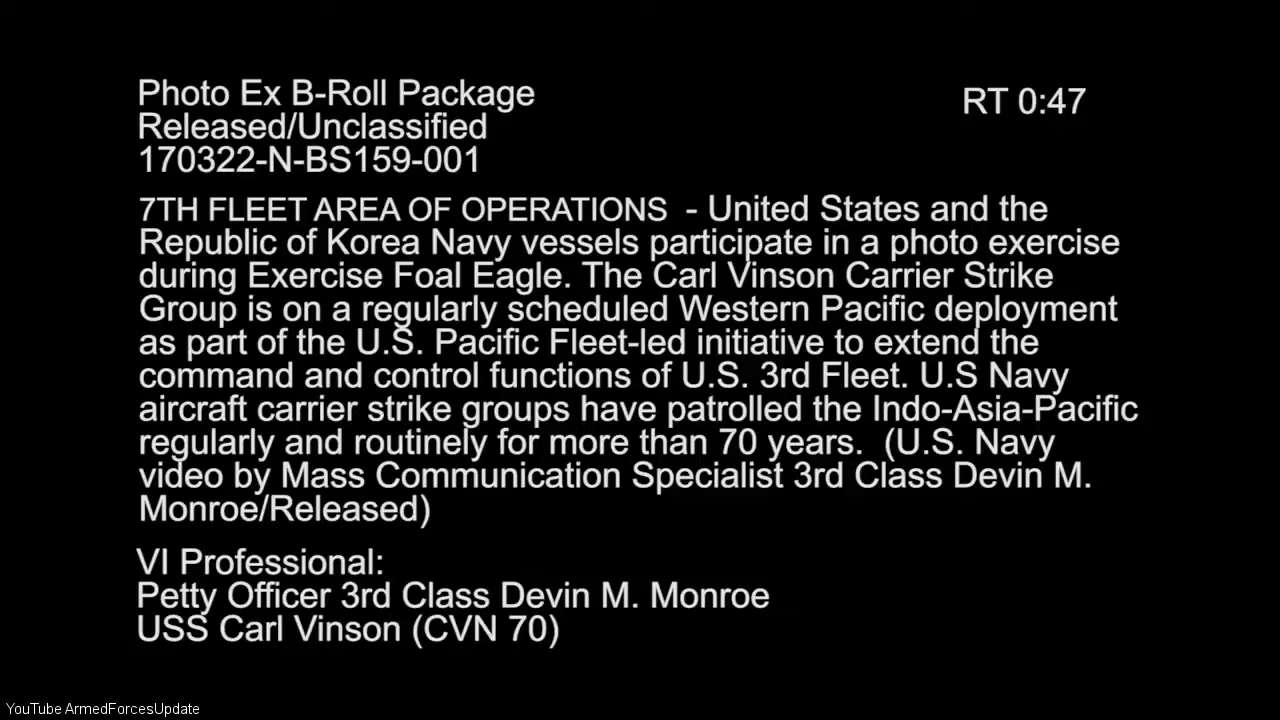 Photo Ex B-Roll Package
RT 0:47
Released/Unclassified
170322-N-BS159-001
7TH FLEET AREA OF OPERATIONS  - United States and the
Republic of Korea Navy vessels participate in a photo exercise
during Exercise Foal Eagle. The Carl Vinson Carrier Strike
Group is on a regularly scheduled Western Pacific deployment
as part of the U.S. Pacific Fleet-led initiative to extend the
command and control functions of U.S. 3rd Fleet. U.S Navy
aircraft carrier strike groups have patrolled the Indo-Asia-Pacific
regularly and routinely for more than 70 years.  (U.S. Navy
video by Mass Communication Specialist 3rd Class Devin M.
Monroe/Released)
VI Professional:
Petty Officer 3rd Class Devin M. Monroe
USS Carl Vinson (CVN 70)
YouTube ArmedForcesUpdate